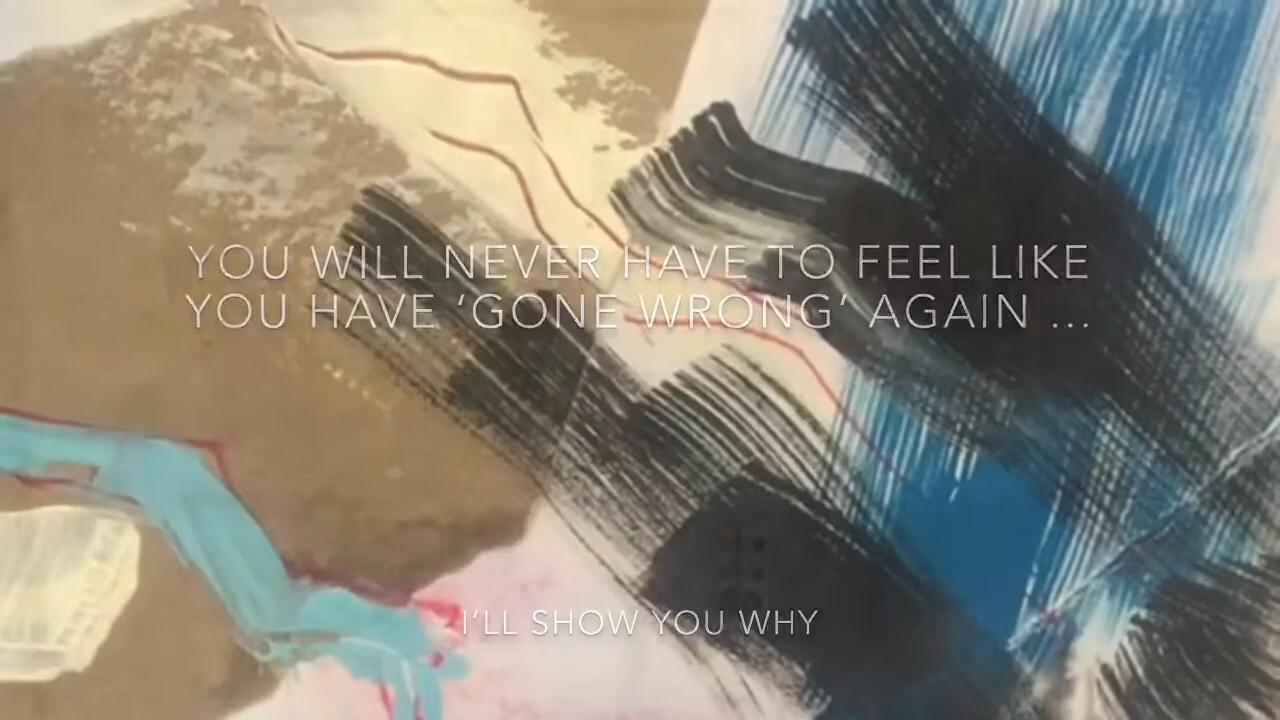 YOU WILL NEVER HAVE TO FEEL LIKE
YOU HAVE ‘GONE WRONG’ AGAIN ...
I’LL SHOW YOU WHY